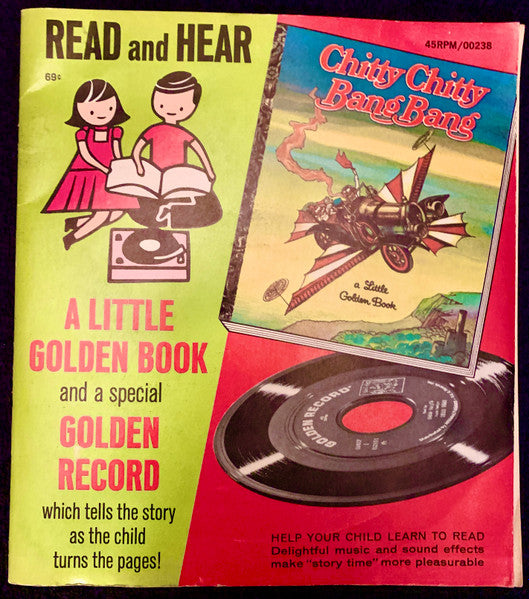 READ and HEAR
69¢
45RPM/00238
Chitty Chitty
Bang Bang
a Little
Golden Book
A LITTLE
GOLDEN BOOK
and a special
GOLDEN
RECORD
which tells the story
as the child
turns the pages!
GOLDEN RECORD
HELP YOUR CHILD LEARN TO READ
Delightful music and sound effects
make "story time" more pleasurable